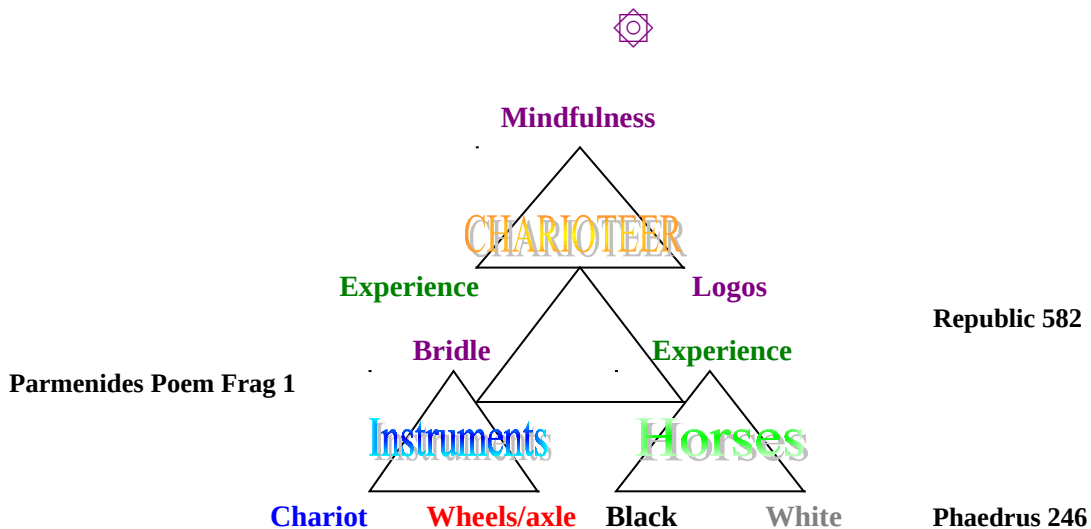 Mindfulness
CHARIOTEER
Experience Logos
Republic 582
Bridle Experience
Parmenides Poem Frag 1
Instruments Horses
Chariot Wheels/axle Black White Phaedrus 246